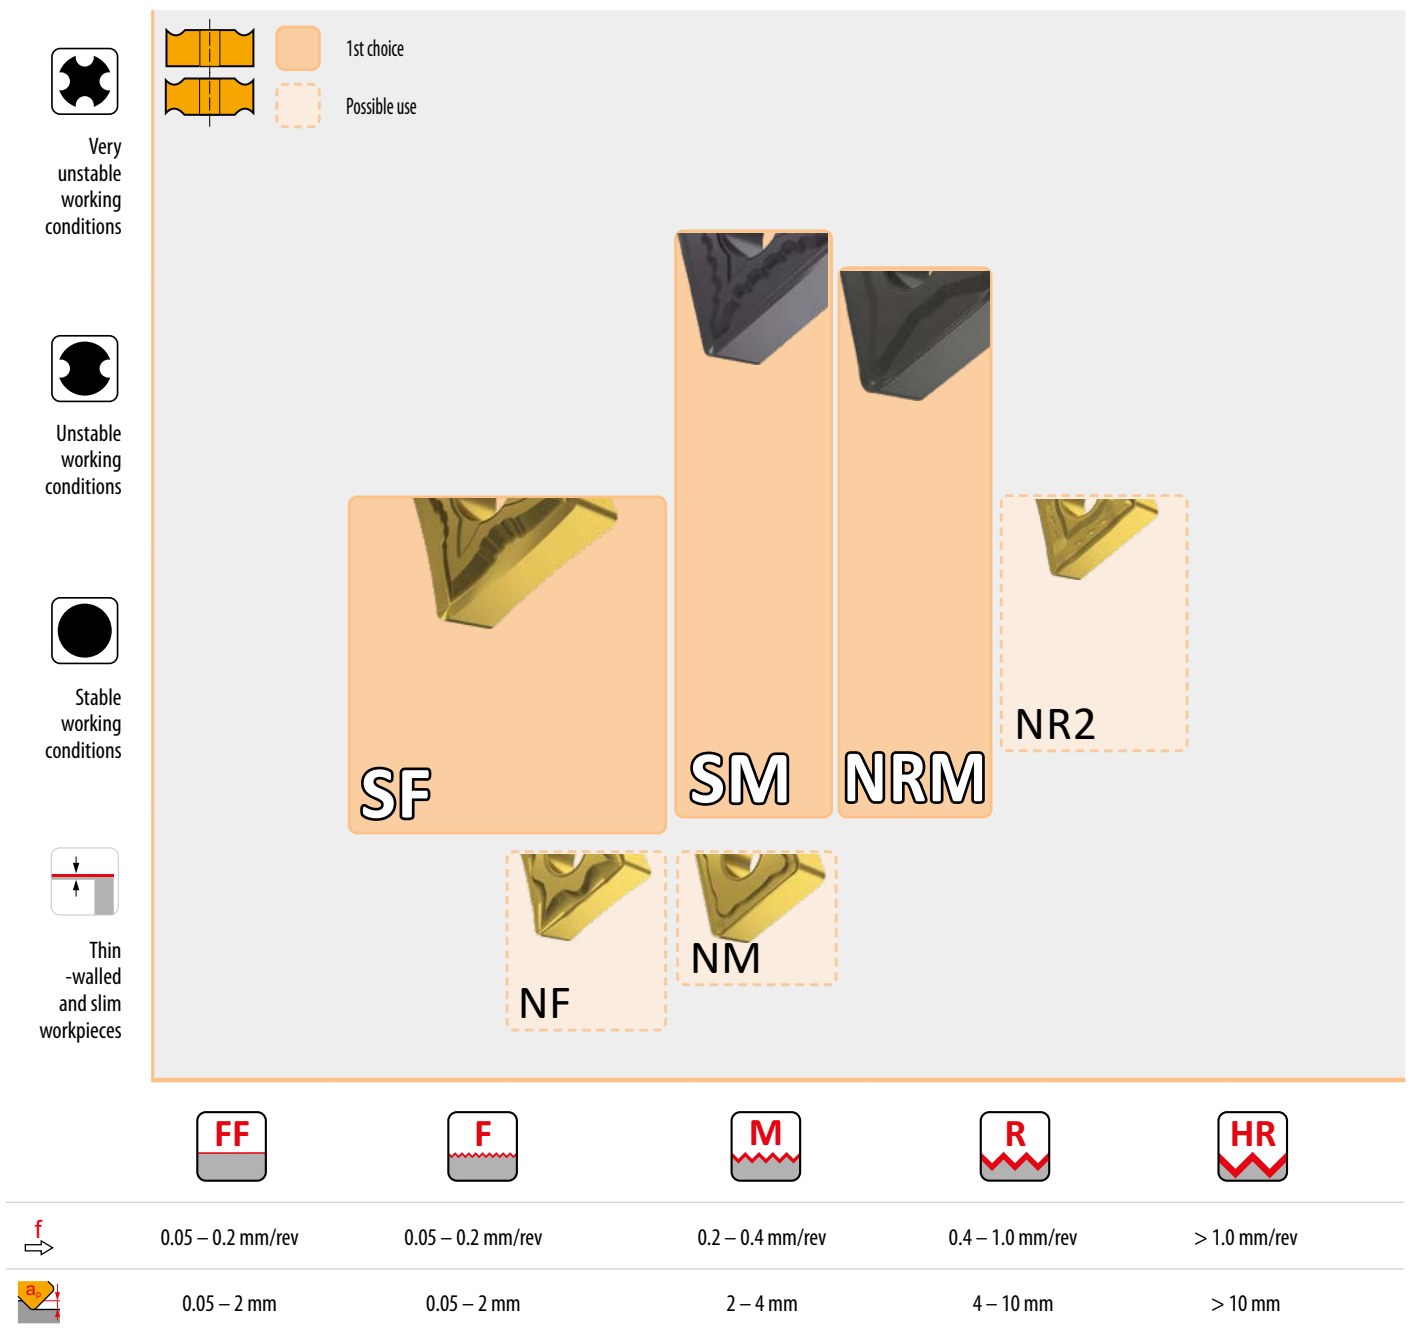 1st choice
Possible use
Very
unstable
working
conditions
Unstable
working
conditions
Stable
working
conditions
NR2
SF
SM
NRM
Thin
-walled
and slim
workpieces
NM
NF
FF
F
M
R
HR
f
0.05 – 0.2 mm/rev
0.05 – 0.2 mm/rev
0.2 – 0.4 mm/rev
0.4 – 1.0 mm/rev
> 1.0 mm/rev
ap
0.05 – 2 mm
0.05 – 2 mm
2 – 4 mm
4 – 10 mm
> 10 mm